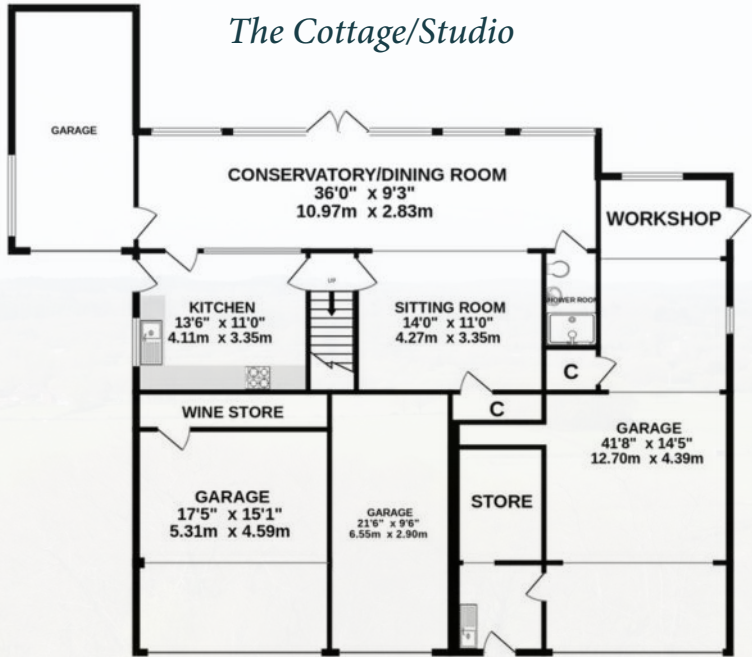 The Cottage/Studio
GARAGE
CONSERVATORY/DINING ROOM
36'0" x 9'3"
10.97m x 2.83m
WORKSHOP
UP
KITCHEN
13'6" x 11'0"
4.11m x 3.35m
SITTING ROOM
14'0" x 11'0"
4.27m x 3.35m
SHOWER ROOM
C
WINE STORE
C
GARAGE
41'8" x 14'5"
12.70m x 4.39m
GARAGE
17'5" x 15'1"
5.31m x 4.59m
GARAGE
21'6" x 9'6"
6.55m x 2.90m
STORE